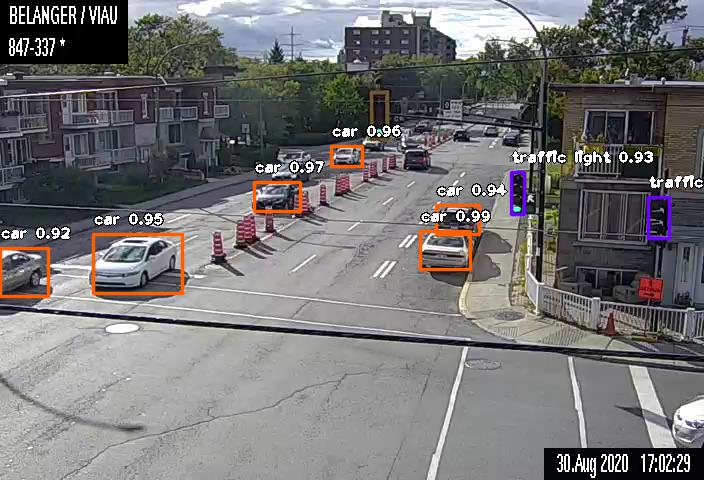 BELANGER / VIAU
847-337 *
car 0.96
car 0.97
traffic light 0.93
car 0.94
traffic
car 0.99
car 0.95
car 0.92
30.Aug 2020 17:02:29